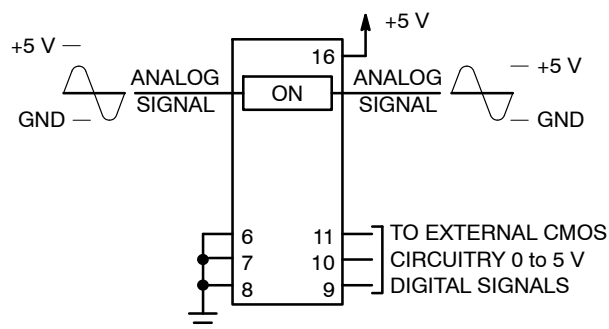 +5 V
16
+5 V
ANALOG
SIGNAL
ON
ANALOG
SIGNAL
+5 V
GND
GND
6
7
8
11
10
9
TO EXTERNAL CMOS
CIRCUITRY 0 to 5 V
DIGITAL SIGNALS